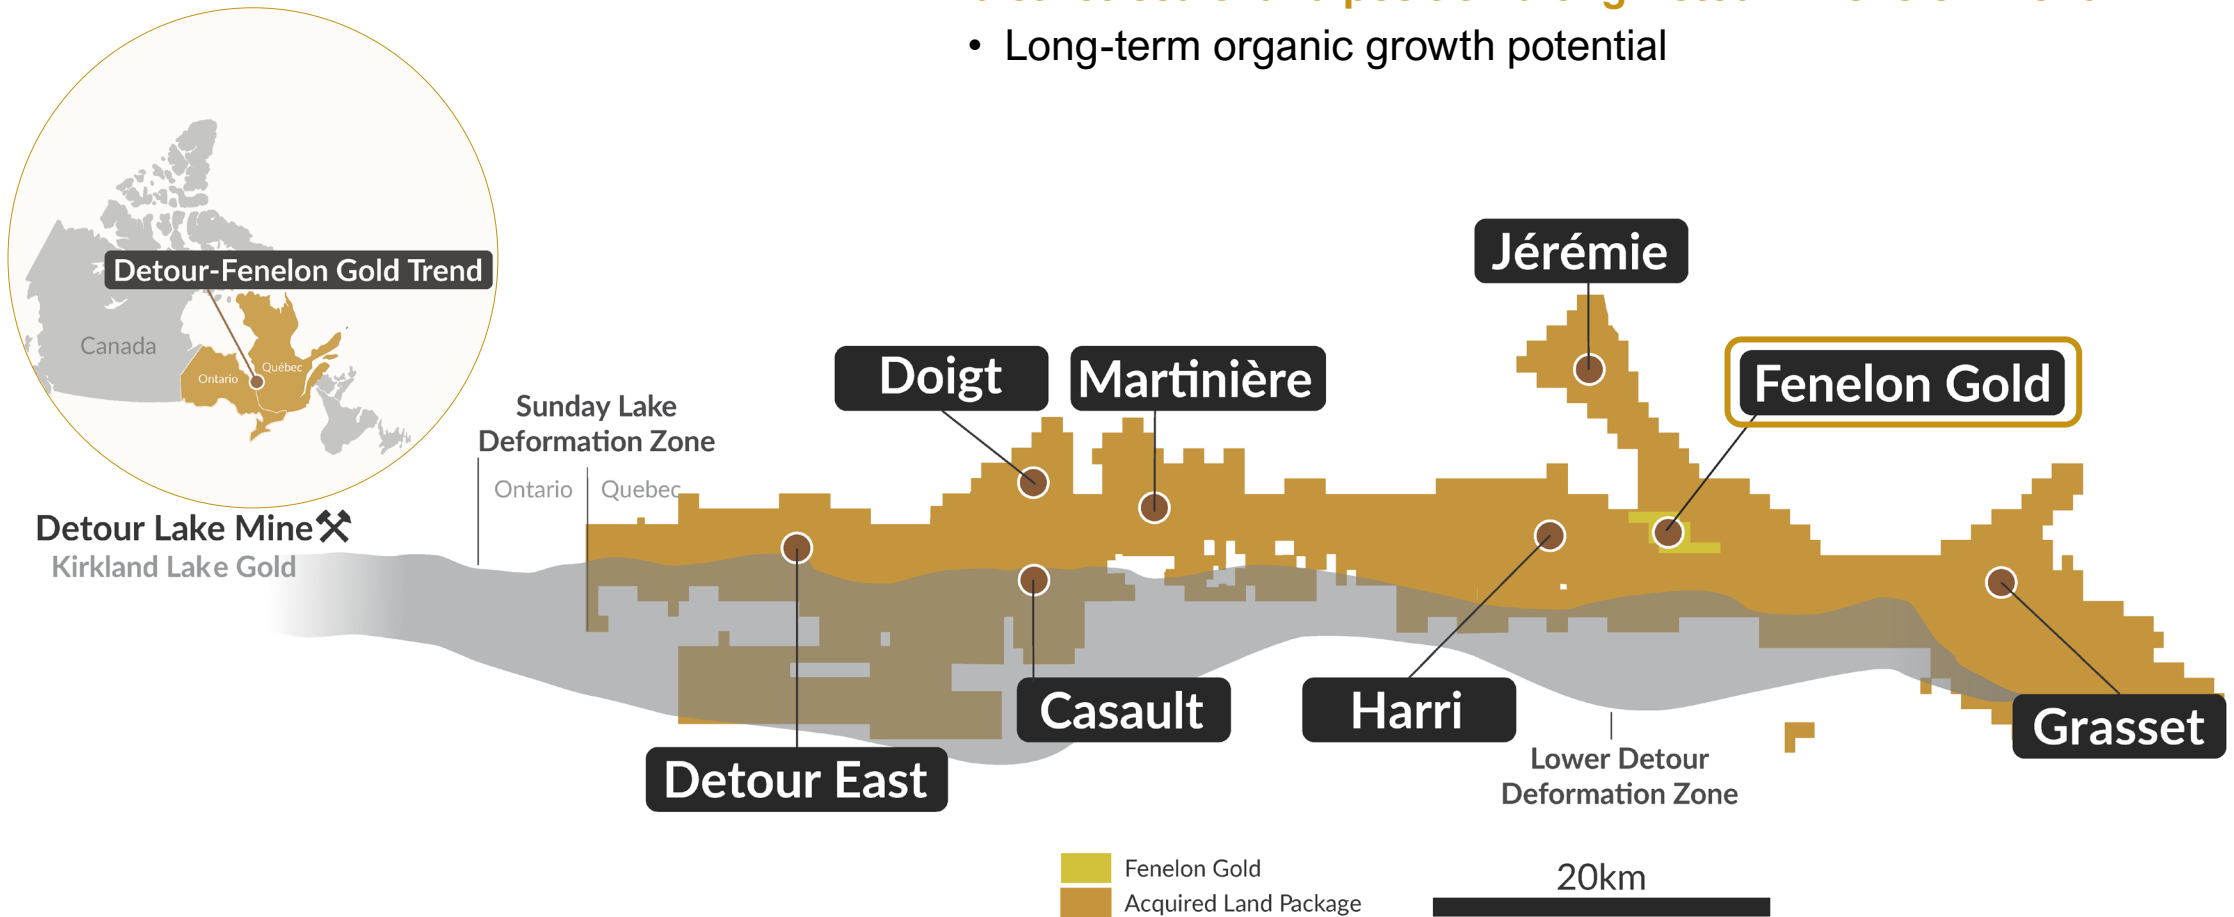 • Long-term organic growth potential
Detour-Fenelon Gold Trend
Canada
Ontario
Québec
Jérémie
Doigt
Martinière
Fenelon Gold
Sunday Lake
Deformation Zone
Ontario
Quebec
Detour Lake Mine
Kirkland Lake Gold
Casault
Harri
Grasset
Detour East
Lower Detour
Deformation Zone
Fenelon Gold
Acquired Land Package
20km